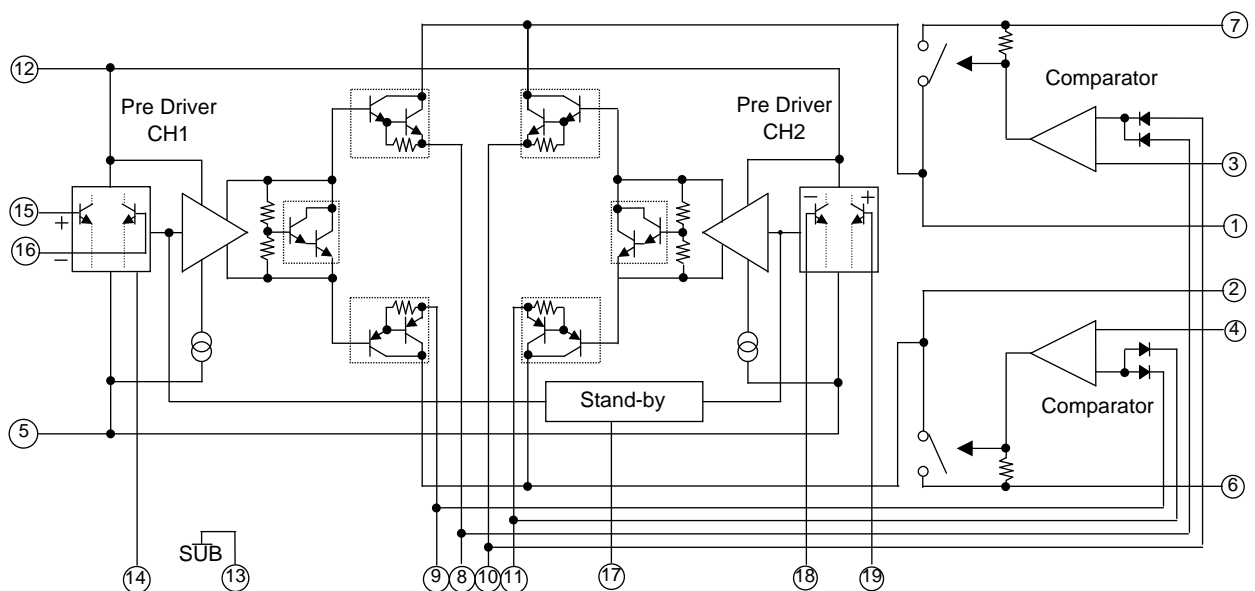 7
12
Comparator
Pre Driver
CH1
Pre Driver
CH2
3
15
+
− +
1
16
−
2
4
Stand-by
Comparator
5
6
SUB
14
13
9
8
10
11
17
18
19